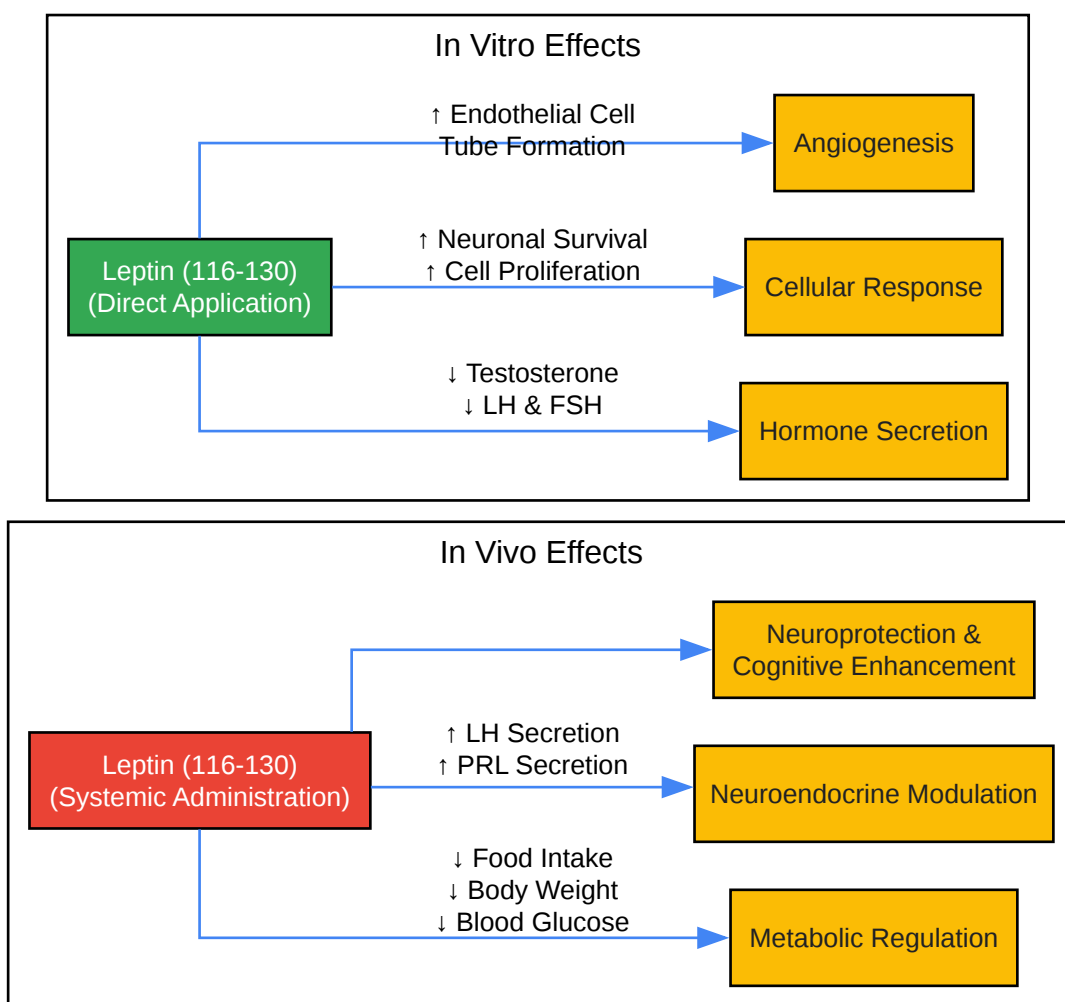 In Vitro Effects
↑ Endothelial Cell
Tube Formation
Angiogenesis
Leptin (116-130)
(Direct Application)
↑ Neuronal Survival
↑ Cell Proliferation
Cellular Response
↓ Testosterone
↓ LH & FSH
Hormone Secretion
In Vivo Effects
Neuroprotection &
Cognitive Enhancement
Leptin (116-130)
(Systemic Administration)
↑ LH Secretion
↑ PRL Secretion
Neuroendocrine Modulation
↓ Food Intake
↓ Body Weight
↓ Blood Glucose
Metabolic Regulation